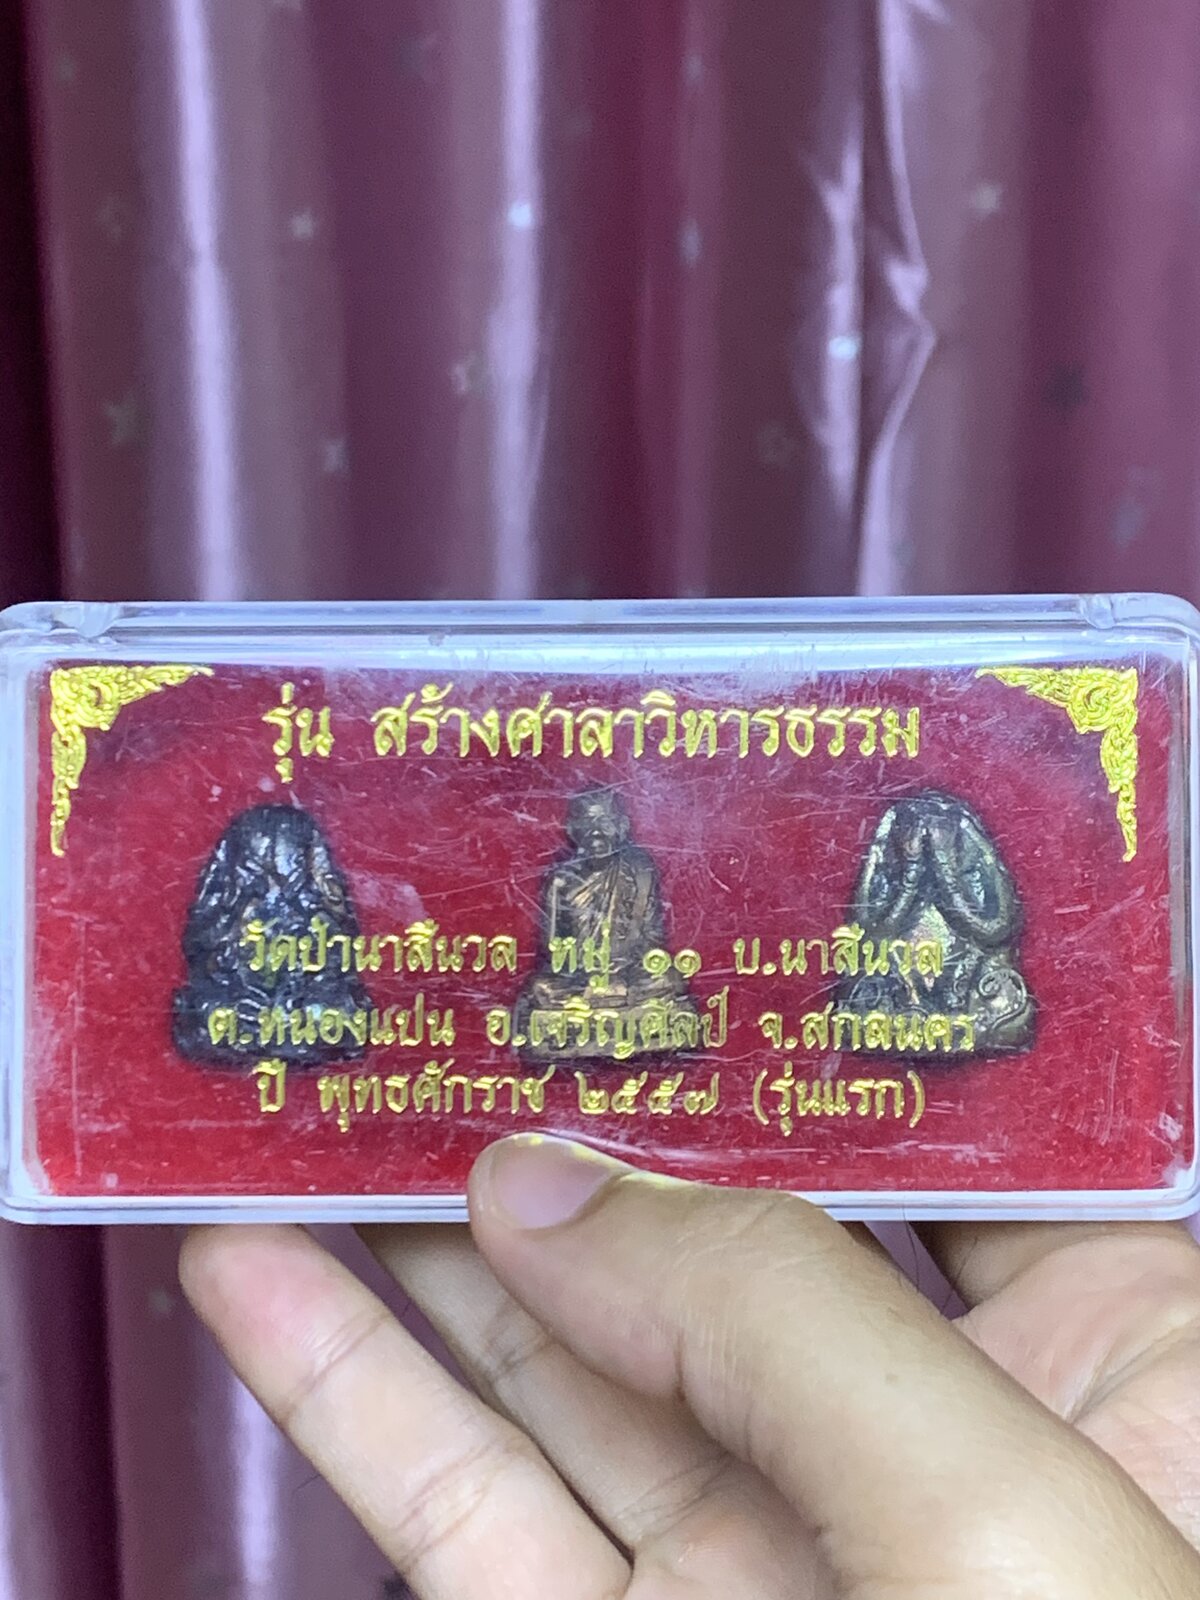 รุ่น สร้างศาลาวิหารธรรม
วัดป่านาสีนวล หมู่ ๑๑ บ.นาสีนวล
ต.หนองแปน อ.เจริญศิลป์ จ.สกลนคร
ปี พุทธศักราช ๒๕๕๗ (รุ่นแรก)